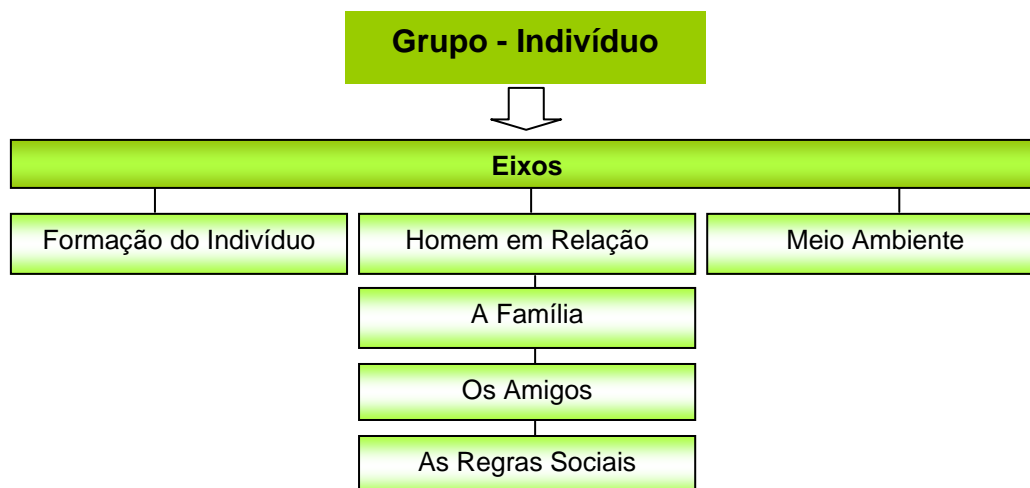 Grupo - Indivíduo
Eixos
Formação do Indivíduo
Homem em Relação
Meio Ambiente
A Família
Os Amigos
As Regras Sociais